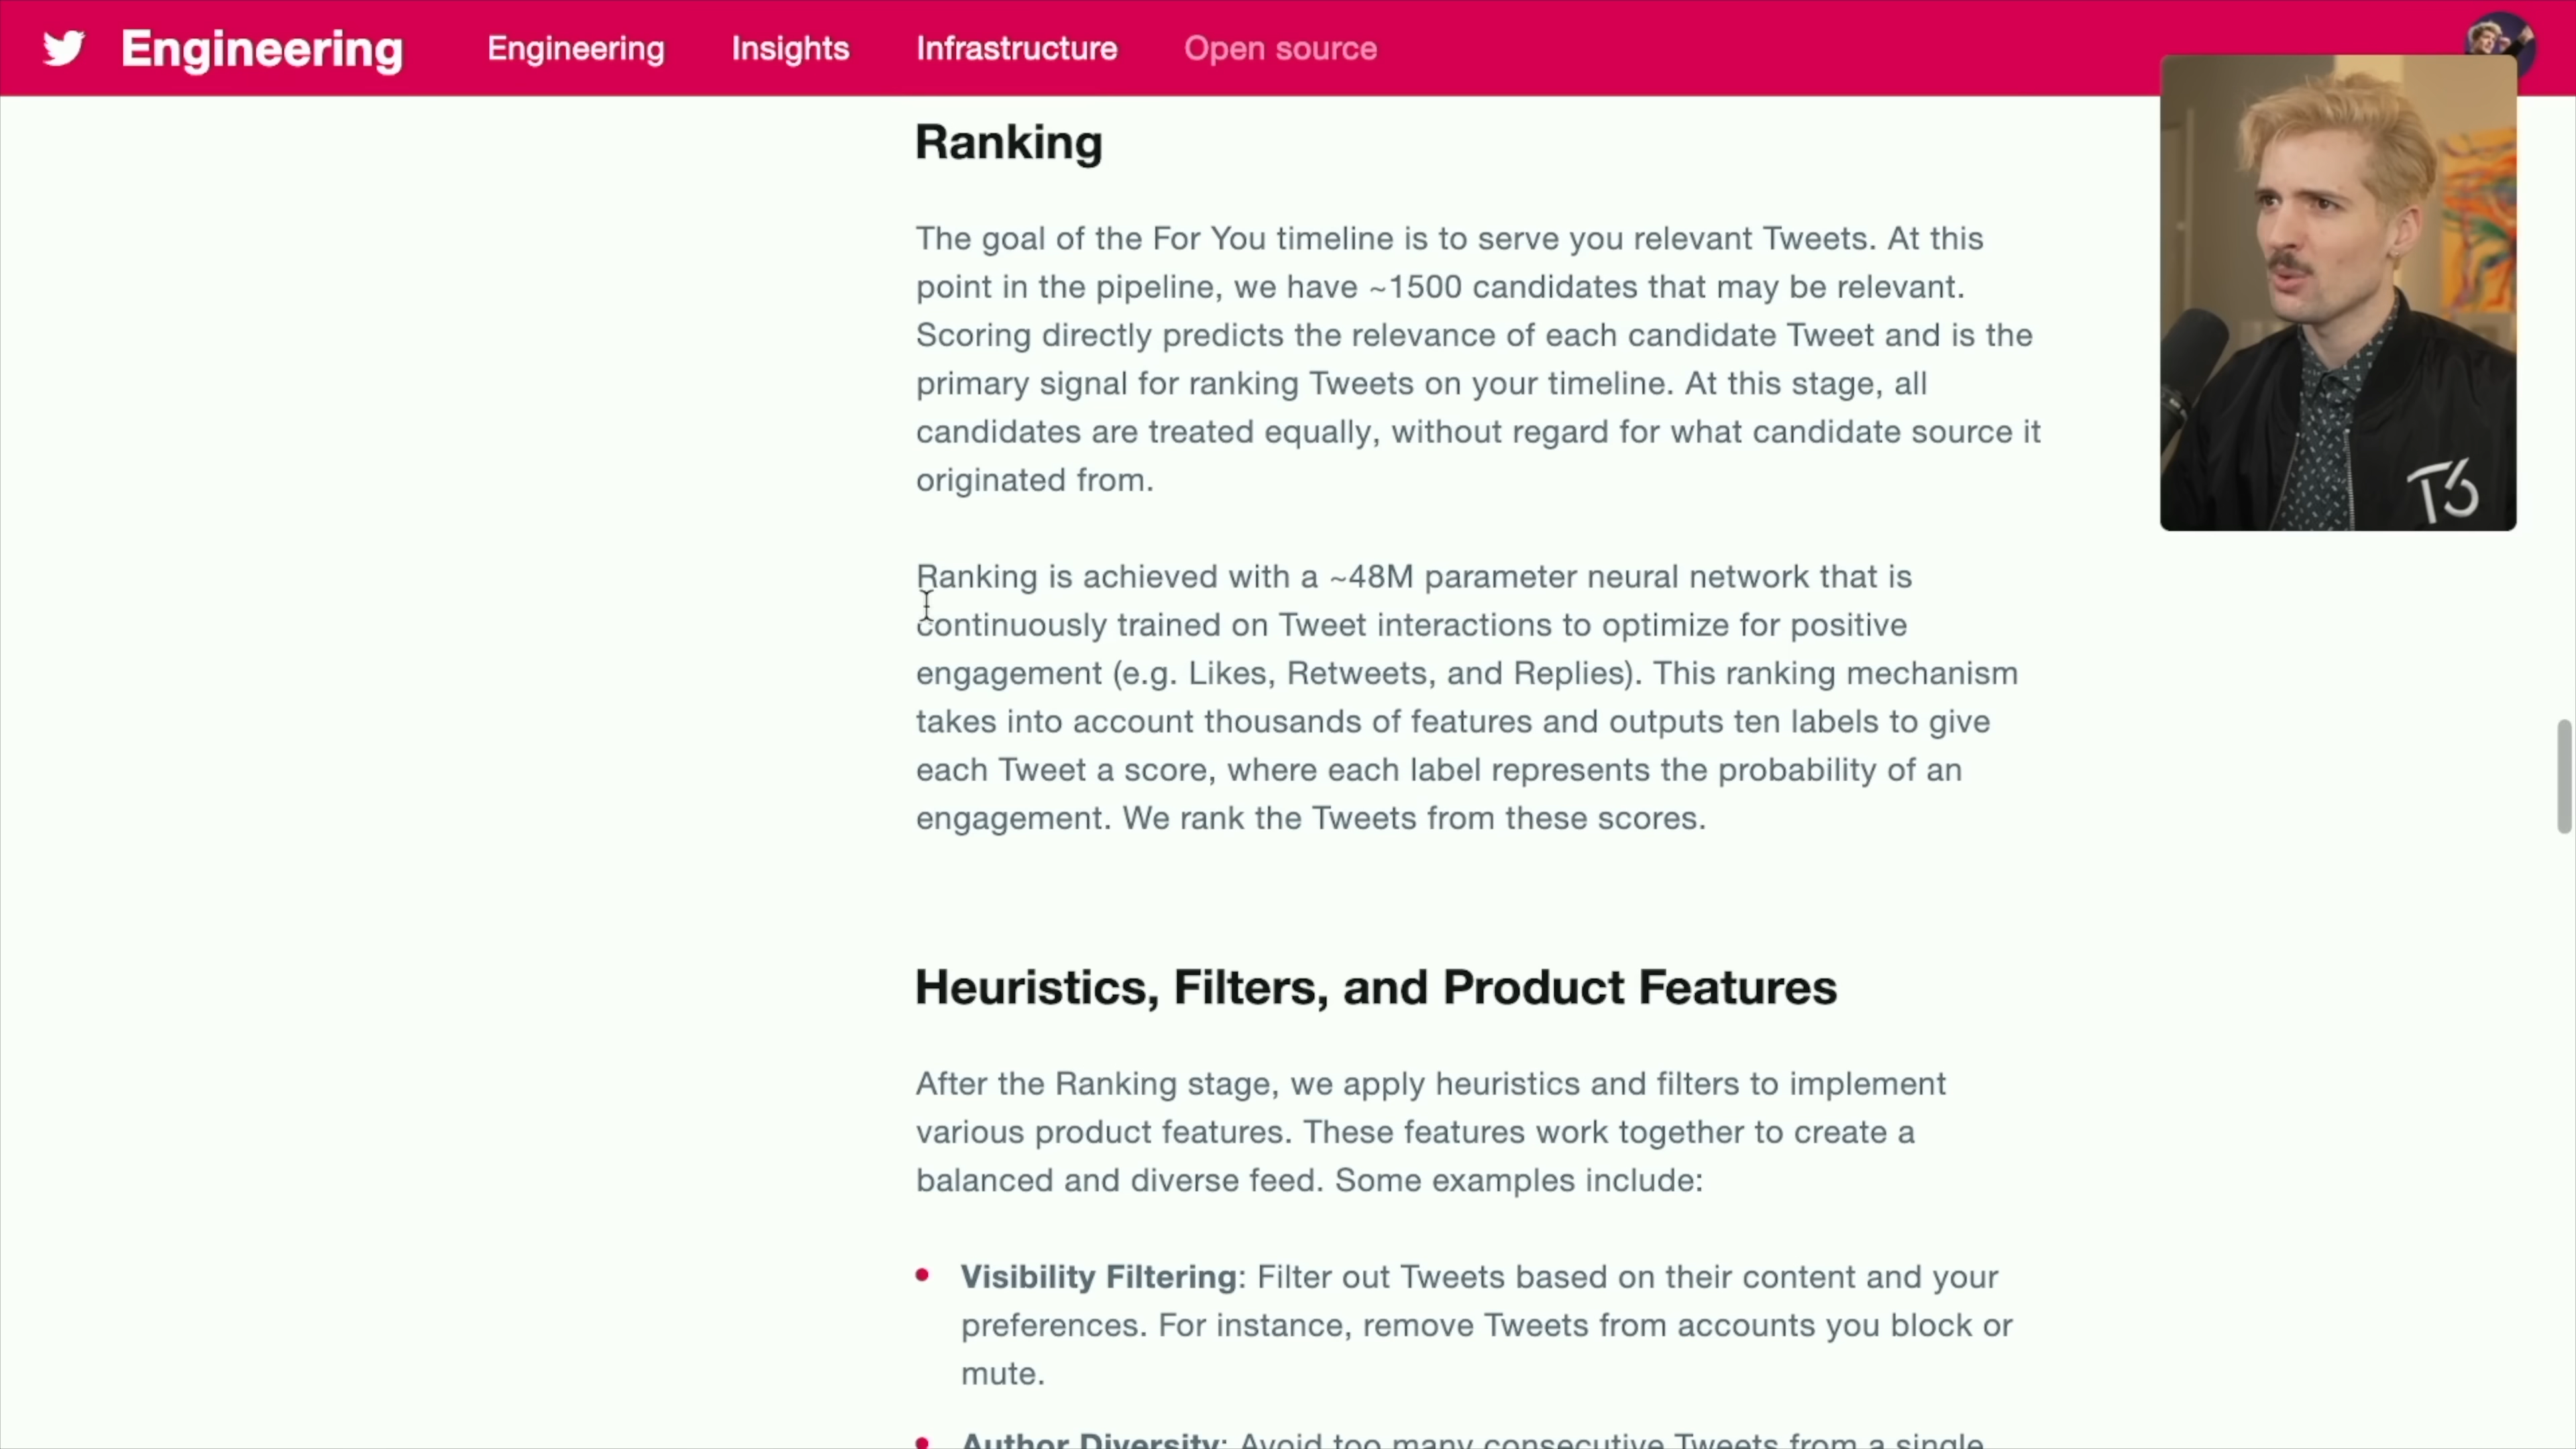 Engineering
Engineering Insights Infrastructure Open source
Ranking
The goal of the For You timeline is to serve you relevant Tweets. At this
point in the pipeline, we have ~1500 candidates that may be relevant.
Scoring directly predicts the relevance of each candidate Tweet and is the
primary signal for ranking Tweets on your timeline. At this stage, all
candidates are treated equally, without regard for what candidate source it
originated from.
T3
Ranking is achieved with a ~48M parameter neural network that is
continuously trained on Tweet interactions to optimize for positive
engagement (e.g. Likes, Retweets, and Replies). This ranking mechanism
takes into account thousands of features and outputs ten labels to give
each Tweet a score, where each label represents the probability of an
engagement. We rank the Tweets from these scores.
Heuristics, Filters, and Product Features
After the Ranking stage, we apply heuristics and filters to implement
various product features. These features work together to create a
balanced and diverse feed. Some examples include:
• Visibility Filtering: Filter out Tweets based on their content and your
preferences. For instance, remove Tweets from accounts you block or
mute.
• Author Diversity: Avoid too many consecutive Tweets from a single